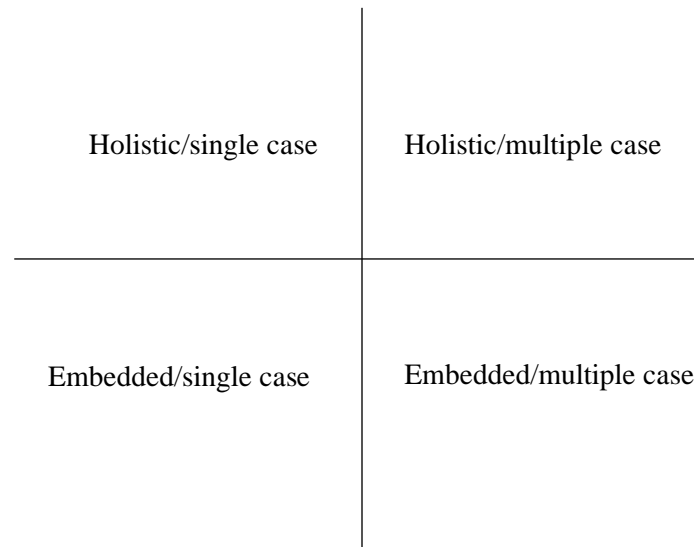 Holistic/single case
Holistic/multiple case
Embedded/single case
Embedded/multiple case